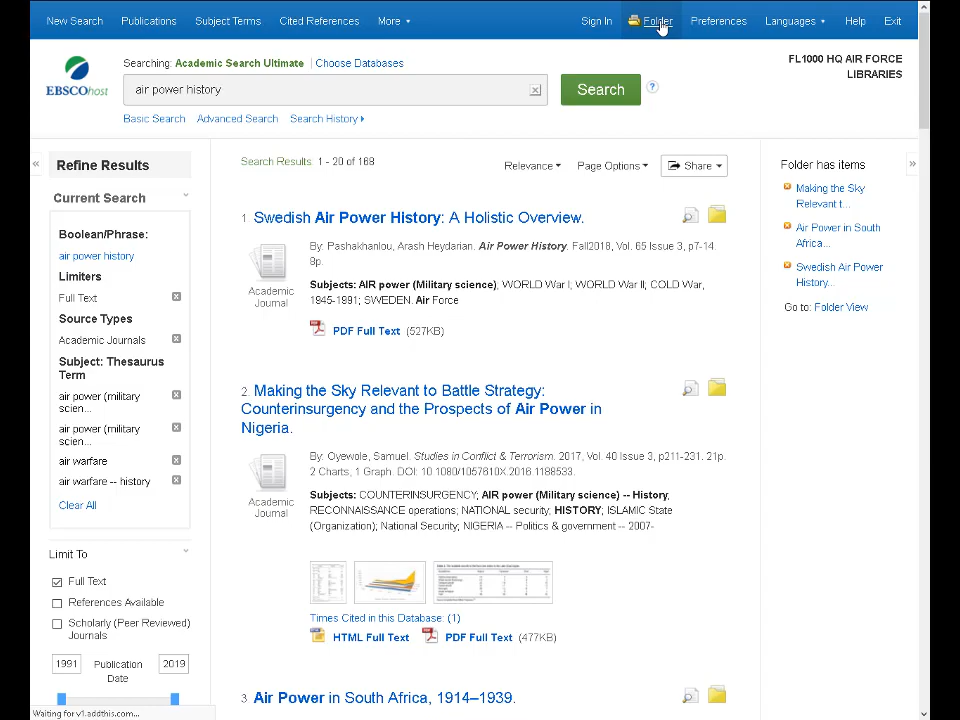 New Search Publications Subject Terms Cited References More Sign In Folder Preferences Languages Help Exit
EBSCOhost
Searching: Academic Search Ultimate Choose Databases
air power history
Search ?
Basic Search Advanced Search Search History
FL1000 HQ AIR FORCE
LIBRARIES
Refine Results
Current Search
Boolean/Phrase:
air power history
Limiters
Full Text
Source Types
Academic Journals
Subject: Thesaurus
Term
air power (military
scien...
air power (military
scien...
air warfare
air warfare -- history
Clear All
Limit To
Full Text
References Available
Scholarly (Peer Reviewed)
Journals
1991 Publication 2019
Date
Waiting for v1.addthis.com...
Search Results: 1 - 20 of 168
Relevance Page Options Share
1. Swedish Air Power History: A Holistic Overview.
By: Pashakhanlou, Arash Heydarian. Air Power History. Fall2018, Vol. 65 Issue 3, p7-14.
8p.
Academic
Journal
Subjects: AIR power (Military science); WORLD War I; WORLD War II; COLD War,
1945-1991; SWEDEN. Air Force
PDF Full Text (527KB)
2. Making the Sky Relevant to Battle Strategy:
Counterinsurgency and the Prospects of Air Power in
Nigeria.
By: Oyewole, Samuel. Studies in Conflict & Terrorism. 2017, Vol. 40 Issue 3, p211-231. 21p.
2 Charts, 1 Graph. DOI: 10.1080/1057610X.2016.1188533.
Academic
Journal
Subjects: COUNTERINSURGENCY; AIR power (Military science) -- History;
RECONNAISSANCE operations; NATIONAL security; HISTORY; ISLAMIC State
(Organization); National Security; NIGERIA -- Politics & government -- 2007-
Times Cited in this Database: (1)
HTML Full Text PDF Full Text (477KB)
3. Air Power in South Africa, 1914–1939.
Folder has items
Making the Sky
Relevant t...
Air Power in South
Africa...
Swedish Air Power
History...
Go to: Folder View